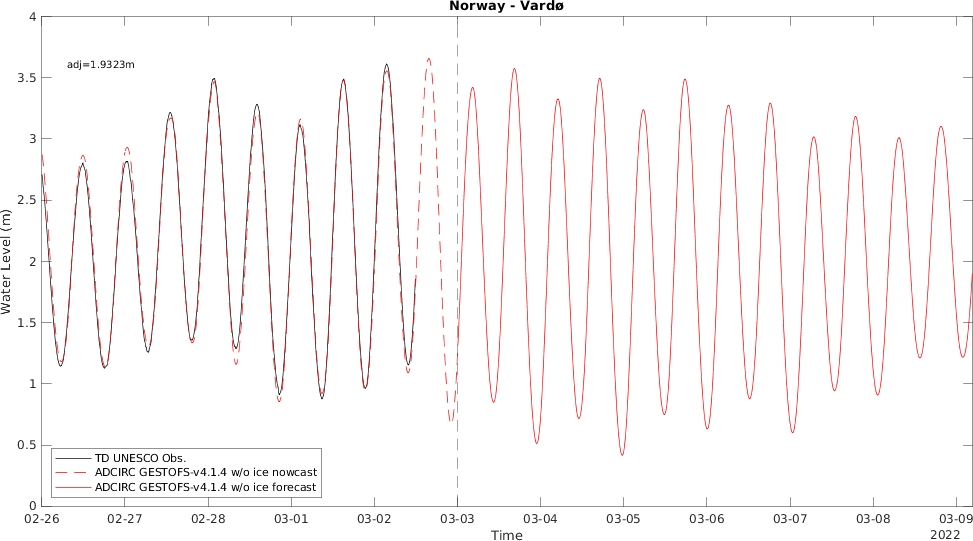 Norway - Vardø
4
adj=1.9323m
3.5
3
2.5
2
1.5
1
0.5
0
Water Level (m)
TD UNESCO Obs.
ADCIRC GESTOFS-v4.1.4 w/o ice nowcast
ADCIRC GESTOFS-v4.1.4 w/o ice forecast
02-26 02-27 02-28 03-01 03-02 03-03 03-04 03-05 03-06 03-07 03-08 03-09
Time 2022